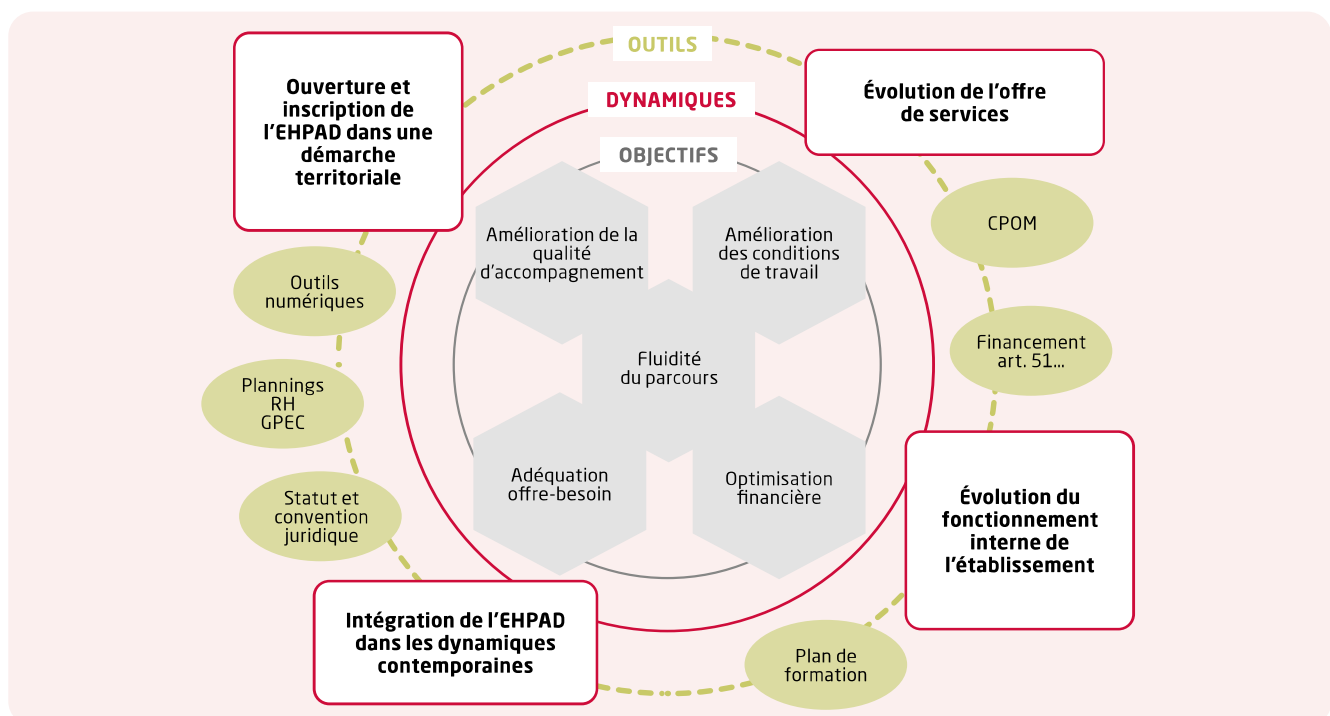 OUTILS
DYNAMIQUES
OBJECTIFS
Ouverture et
inscription de
l'EHPAD dans une
démarche
territoriale
Évolution de l'offre
de services
Amélioration de la
qualité
d'accompagnement
Amélioration
des conditions
de travail
CPOM
Outils
numériques
Fluidité
du parcours
Financement
art. 51...
Plannings
RH
GPEC
Adéquation
offre-besoin
Optimisation
financière
Statut et
convention
juridique
Évolution du
fonctionnement
interne de
l'établissement
Intégration de l'EHPAD
dans les dynamiques
contemporaines
Plan de
formation